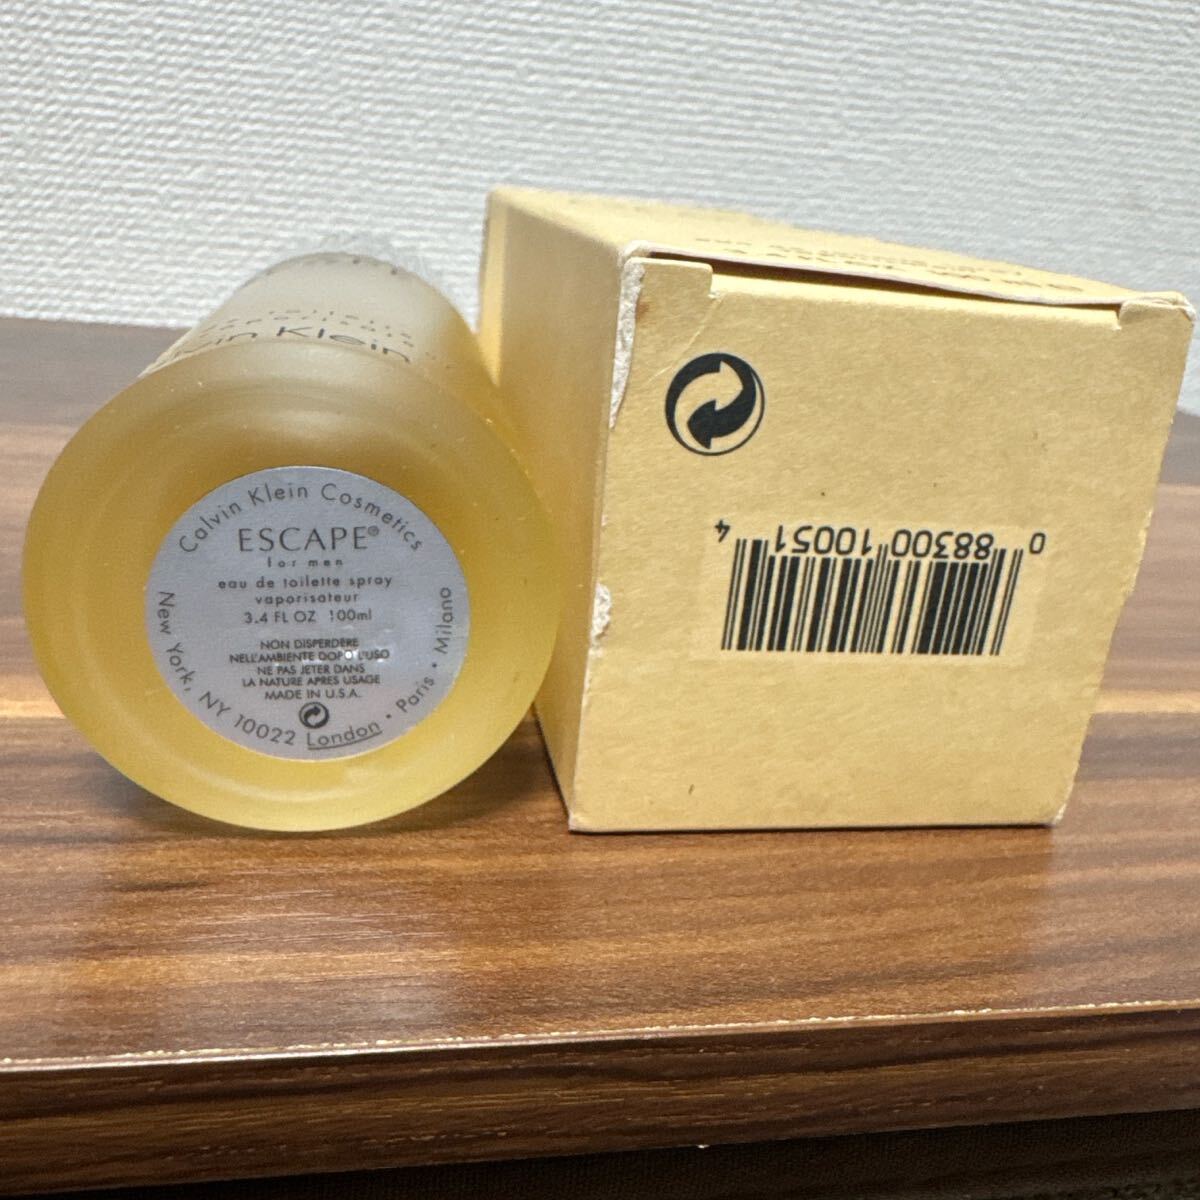 Klein
Calvin Klein Cosmetics
ESCAPE®
for men
eau de toilette spray
vaporisateur
3.4 FL OZ 100ml
NON DISPERDERE
NELL'AMBIENTE DOPO L'USO
NE PAS JETER DANS
LA NATURE APRES USAGE
MADE IN U.S.A.
New York, NY 10022 London • Paris • Milano
0 88300 10051 4